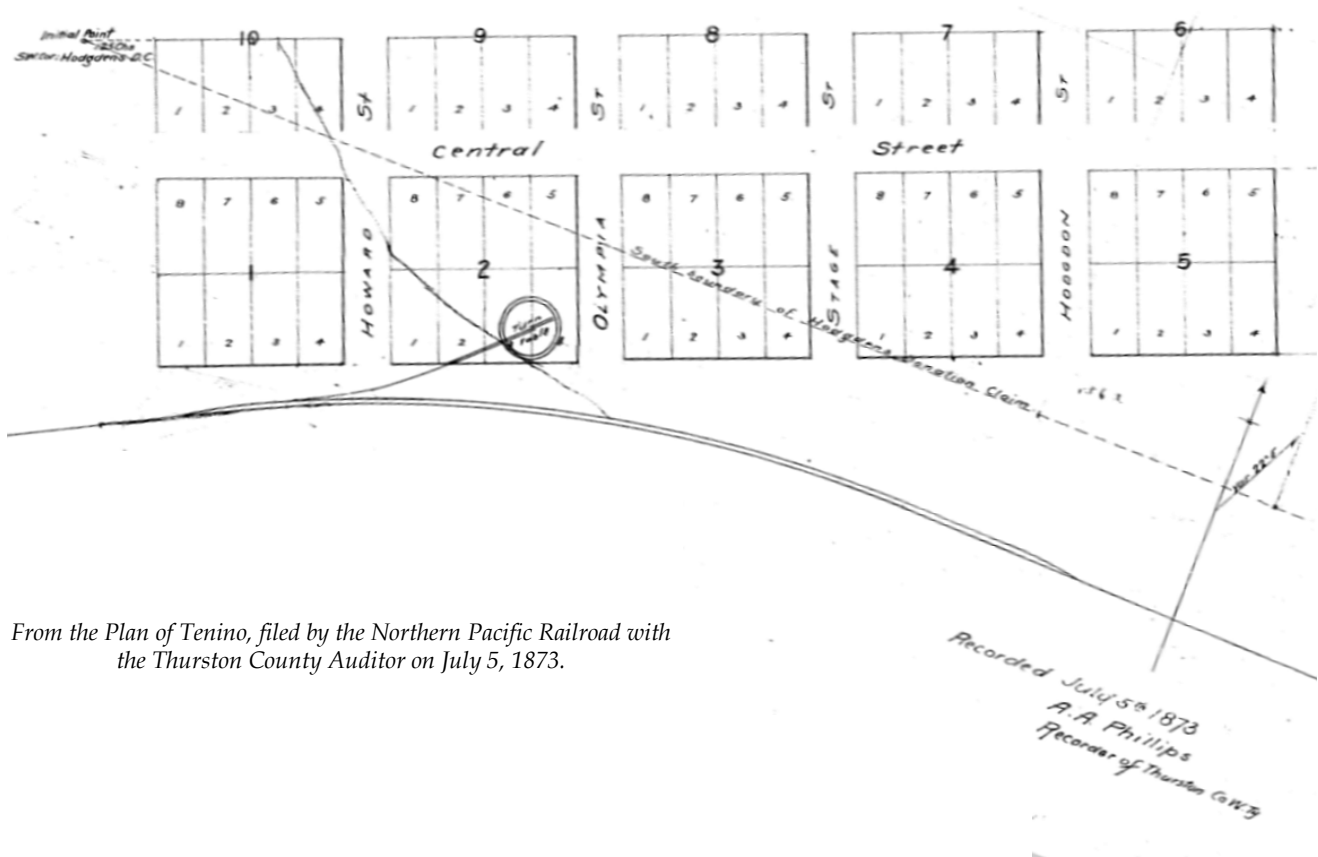 Initial Point
10
9
8
7
6
1 2 3 4
St
1 2 3 4
St
1 2 3 4
St
1 2 3 4
St
1 2 3 4
Central Street
8 7 6 5
8 7 6 5
8 7 6 5
8 7 6 5
8 7 6 5
HOWARD
OLYMPIA
STAGE
HODGDON
1
2
3
4
5
South boundary of Hodgdens Donation Claim
1 2 3 4
1 2
1 2 3 4
1 2 3 4
1 2 3 4
Turn
Table
From the Plan of Tenino, filed by the Northern Pacific Railroad with
the Thurston County Auditor on July 5, 1873.
Recorded July 5th 1873
A. A. Phillips
Recorder of Thurston Co W.Ty